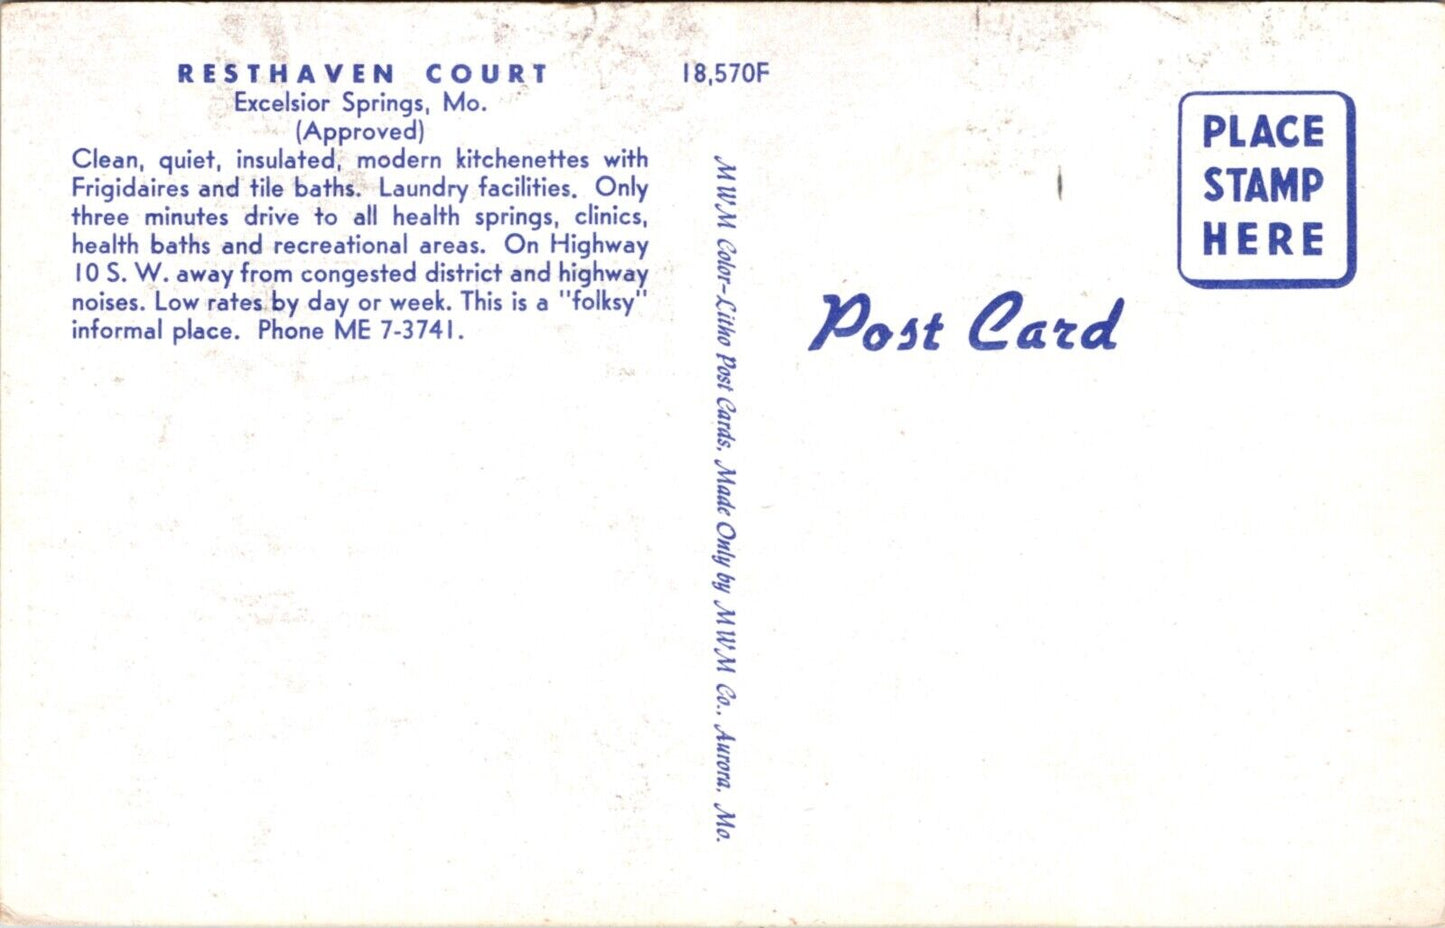 RESTHAVEN COURT
Excelsior Springs, Mo.
(Approved)
Clean, quiet, insulated, modern kitchenettes with
Frigidaires and tile baths. Laundry facilities. Only
three minutes drive to all health springs, clinics,
health baths and recreational areas. On Highway
10 S. W. away from congested district and highway
noises. Low rates by day or week. This is a "folksy"
informal place. Phone ME 7-3741.
18,570F
MWM Color-Litho Post Cards, Made Only by MWM Co., Aurora, Mo.
PLACE
STAMP
HERE
Post Card